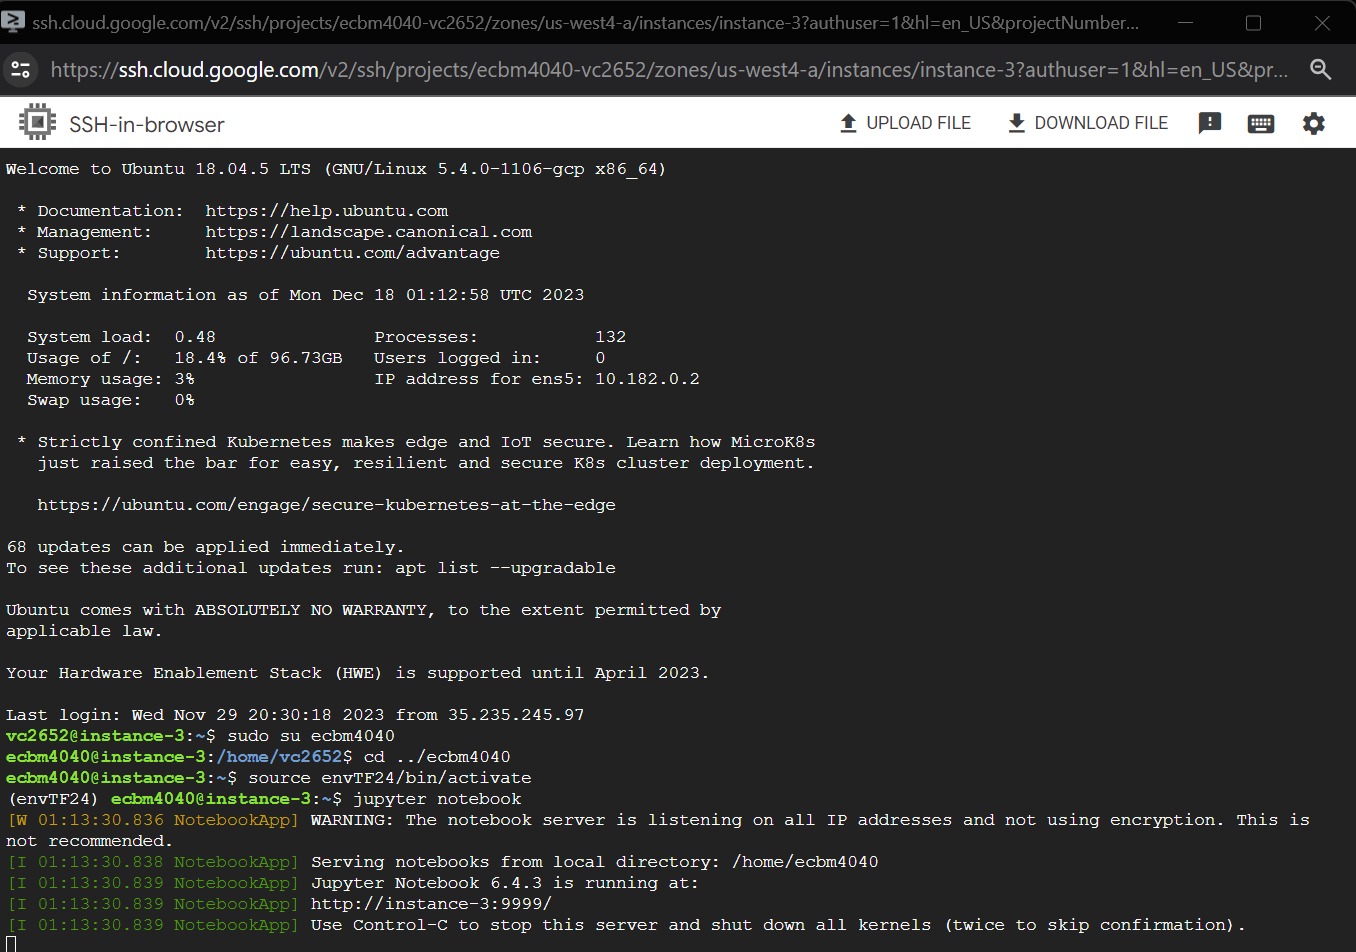 ssh.cloud.google.com/v2/ssh/projects/ecbm4040-vc2652/zones/us-west4-a/instances/instance-3?authuser=1&hl=en_US&projectNumber...
https://ssh.cloud.google.com/v2/ssh/projects/ecbm4040-vc2652/zones/us-west4-a/instances/instance-3?authuser=1&hl=en_US&pr...
SSH-in-browser UPLOAD FILE DOWNLOAD FILE
Welcome to Ubuntu 18.04.5 LTS (GNU/Linux 5.4.0-1106-gcp x86_64)
* Documentation:  https://help.ubuntu.com
* Management:     https://landscape.canonical.com
* Support:        https://ubuntu.com/advantage
System information as of Mon Dec 18 01:12:58 UTC 2023
System load:  0.48               Processes:           132
Usage of /:   18.4% of 96.73GB   Users logged in:     0
Memory usage: 3%                 IP address for ens5: 10.182.0.2
Swap usage:   0%
* Strictly confined Kubernetes makes edge and IoT secure. Learn how MicroK8s
just raised the bar for easy, resilient and secure K8s cluster deployment.
https://ubuntu.com/engage/secure-kubernetes-at-the-edge
68 updates can be applied immediately.
To see these additional updates run: apt list --upgradable
Ubuntu comes with ABSOLUTELY NO WARRANTY, to the extent permitted by
applicable law.
Your Hardware Enablement Stack (HWE) is supported until April 2023.
Last login: Wed Nov 29 20:30:18 2023 from 35.235.245.97
vc2652@instance-3:~$ sudo su ecbm4040
ecbm4040@instance-3:/home/vc2652$ cd ../ecbm4040
ecbm4040@instance-3:~$ source envTF24/bin/activate
(envTF24) ecbm4040@instance-3:~$ jupyter notebook
[W 01:13:30.836 NotebookApp] WARNING: The notebook server is listening on all IP addresses and not using encryption. This is
not recommended.
[I 01:13:30.838 NotebookApp] Serving notebooks from local directory: /home/ecbm4040
[I 01:13:30.839 NotebookApp] Jupyter Notebook 6.4.3 is running at:
[I 01:13:30.839 NotebookApp] http://instance-3:9999/
[I 01:13:30.839 NotebookApp] Use Control-C to stop this server and shut down all kernels (twice to skip confirmation).